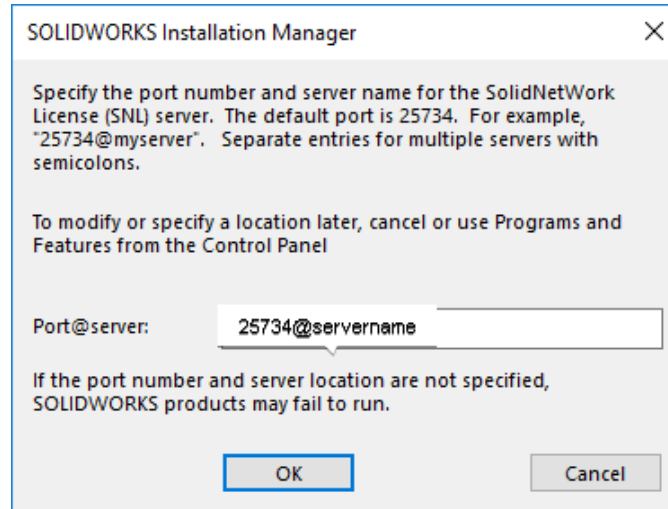 SOLIDWORKS Installation Manager
Specify the port number and server name for the SolidNetWork
License (SNL) server.  The default port is 25734.  For example,
"25734@myserver".   Separate entries for multiple servers with
semicolons.
To modify or specify a location later, cancel or use Programs and
Features from the Control Panel
Port@server: 25734@servername
If the port number and server location are not specified,
SOLIDWORKS products may fail to run.
OK Cancel